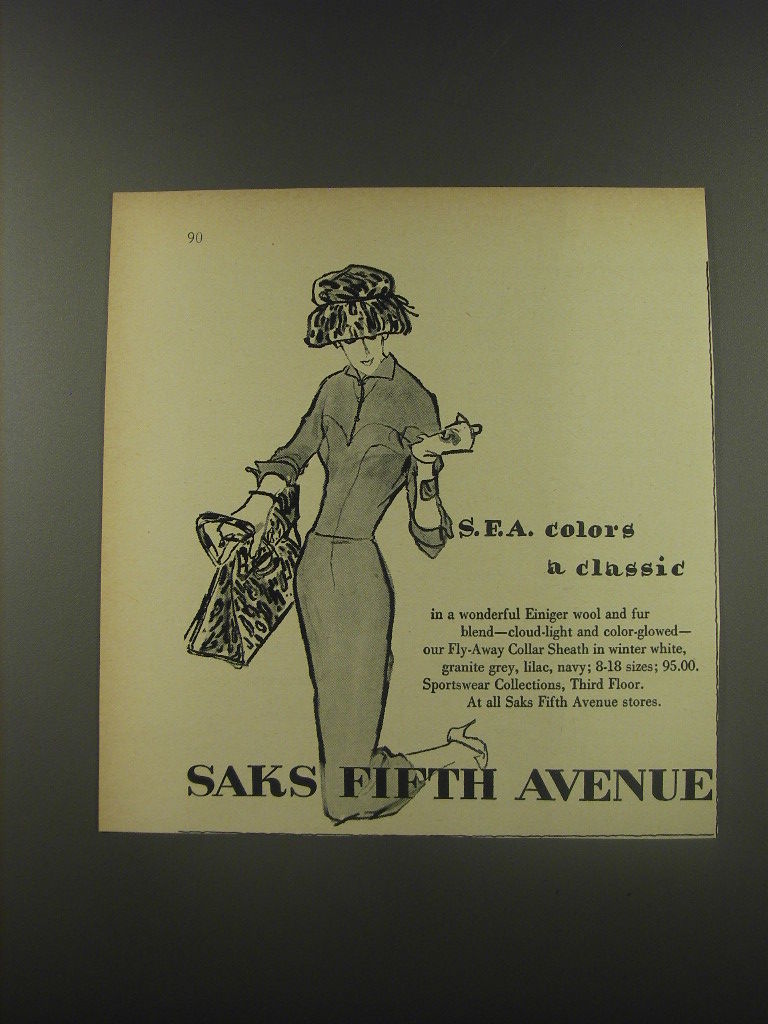 90
S.F.A. colors
a classic
in a wonderful Einiger wool and fur
blend—cloud-light and color-glowed—
our Fly-Away Collar Sheath in winter white,
granite grey, lilac, navy; 8-18 sizes; 95.00.
Sportswear Collections, Third Floor.
At all Saks Fifth Avenue stores.
SAKS FIFTH AVENUE